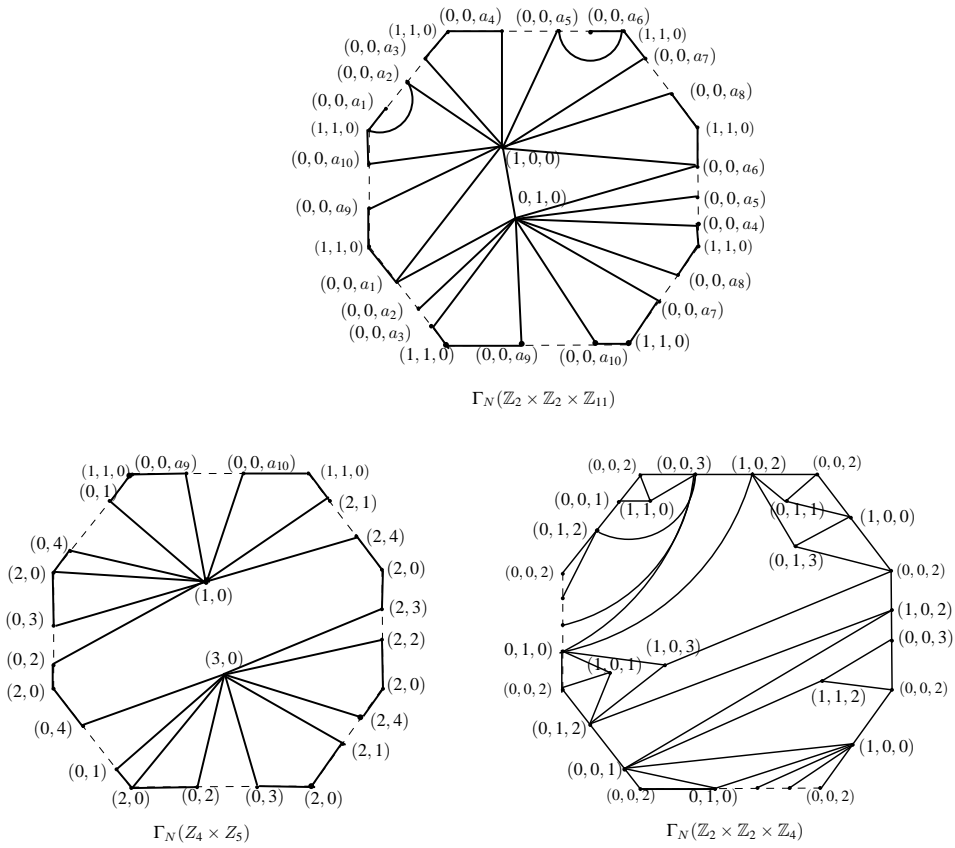 (0, 0, a4) (0, 0, a5) (0, 0, a6)
(1, 1, 0) (1, 1, 0)
(0, 0, a3) (0, 0, a7)
(0, 0, a2)
(0, 0, a8)
(0, 0, a1)
(1, 1, 0) (1, 1, 0)
(0, 0, a10) (1, 0, 0) (0, 0, a6)
0, 1, 0) (0, 0, a5)
(0, 0, a9) (0, 0, a4)
(1, 1, 0) (1, 1, 0)
(0, 0, a1) (0, 0, a8)
(0, 0, a2) (0, 0, a7)
(0, 0, a3) (1, 1, 0)
(1, 1, 0) (0, 0, a9) (0, 0, a10)
Γ_N(ℤ2 × ℤ2 × ℤ11)
(1, 1, 0) (0, 0, a9) (0, 0, a10) (1, 1, 0)
(0, 1) (2, 1)
(0, 4) (2, 4)
(2, 0) (2, 0)
(1, 0)
(0, 3) (2, 3)
(2, 2)
(0, 2) (3, 0)
(2, 0) (2, 0)
(0, 4) (2, 4)
(2, 1)
(0, 1)
(2, 0) (0, 2) (0, 3) (2, 0)
Γ_N(Z4 × Z5)
(0, 0, 2) (0, 0, 3) (1, 0, 2) (0, 0, 2)
(0, 0, 1) (1, 1, 0) (0, 1, 1) (1, 0, 0)
(0, 1, 2)
(0, 1, 3)
(0, 0, 2) (0, 0, 2)
(1, 0, 2)
0, 1, 0) (1, 0, 3) (0, 0, 3)
(1, 0, 1)
(0, 0, 2) (1, 1, 2) (0, 0, 2)
(0, 1, 2)
(1, 0, 0)
(0, 0, 1)
(0, 0, 2) 0, 1, 0) (0, 0, 2)
Γ_N(ℤ2 × ℤ2 × ℤ4)